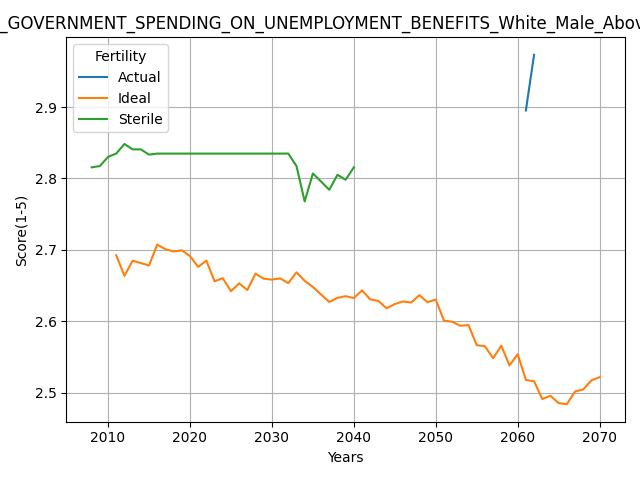 _GOVERNMENT_SPENDING_ON_UNEMPLOYMENT_BENEFITS_White_Male_Abov
Fertility
Actual
Ideal
Sterile
2.9
2.8
2.7
2.6
2.5
Score(1-5)
2010 2020 2030 2040 2050 2060 2070
Years